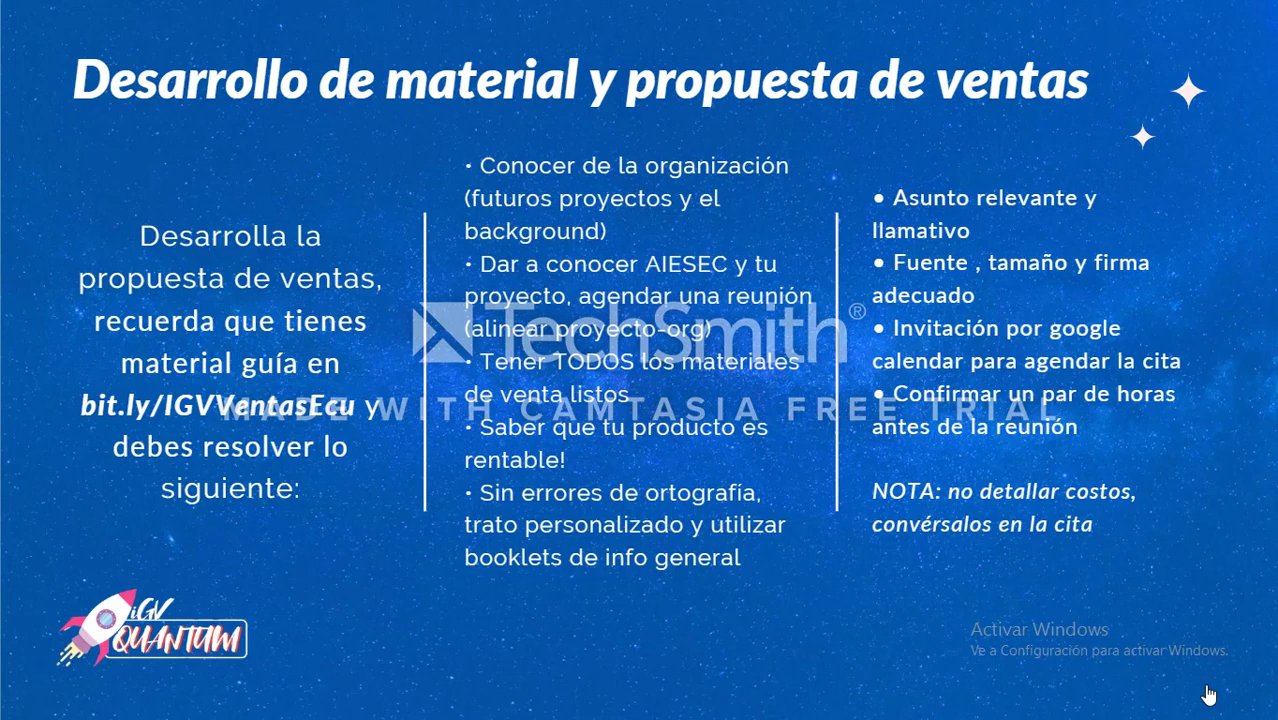 Desarrollo de material y propuesta de ventas
Desarrolla la
propuesta de ventas,
recuerda que tienes
material guía en
bit.ly/IGVVentasEcu y
debes resolver lo
siguiente:
• Conocer de la organización
(futuros proyectos y el
background)
• Dar a conocer AIESEC y tu
proyecto, agendar una reunión
(alinear proyecto-org)
• Tener TODOS los materiales
de venta listos
• Saber que tu producto es
rentable!
• Sin errores de ortografía,
trato personalizado y utilizar
booklets de info general
• Asunto relevante y
llamativo
• Fuente , tamaño y firma
adecuado
• Invitación por google
calendar para agendar la cita
• Confirmar un par de horas
antes de la reunión
NOTA: no detallar costos,
convérsalos en la cita
TechSmith®
MADE WITH CAMTASIA FREE TRIAL
iGV
QUANTUM
Activar Windows
Ve a Configuración para activar Windows.